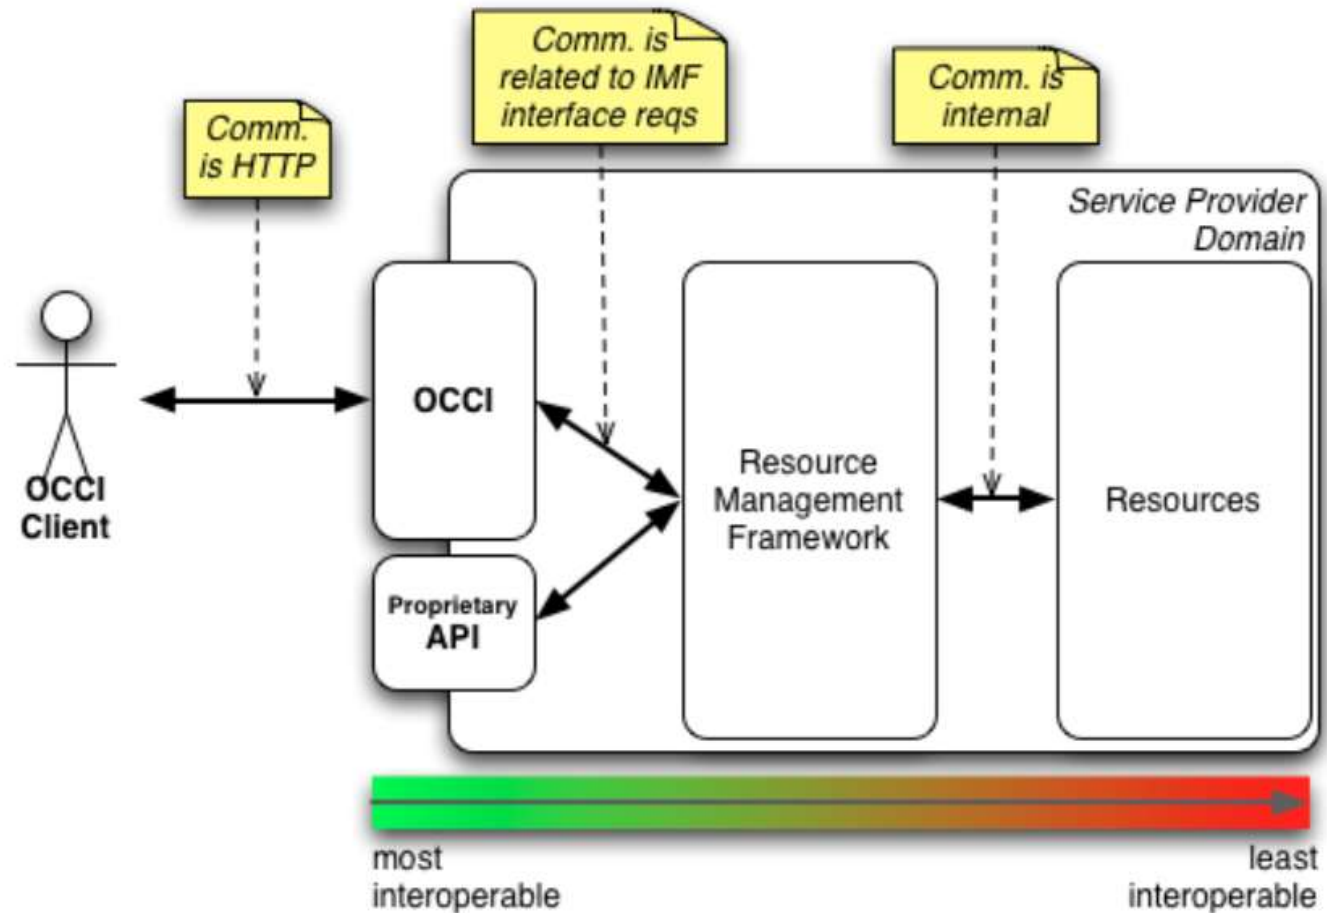 Comm. is
related to IMF
interface reqs
Comm. is
internal
Comm.
is HTTP
Service Provider
Domain
OCCI
Client
OCCI
Proprietary
API
Resource
Management
Framework
Resources
most
interoperable
least
interoperable